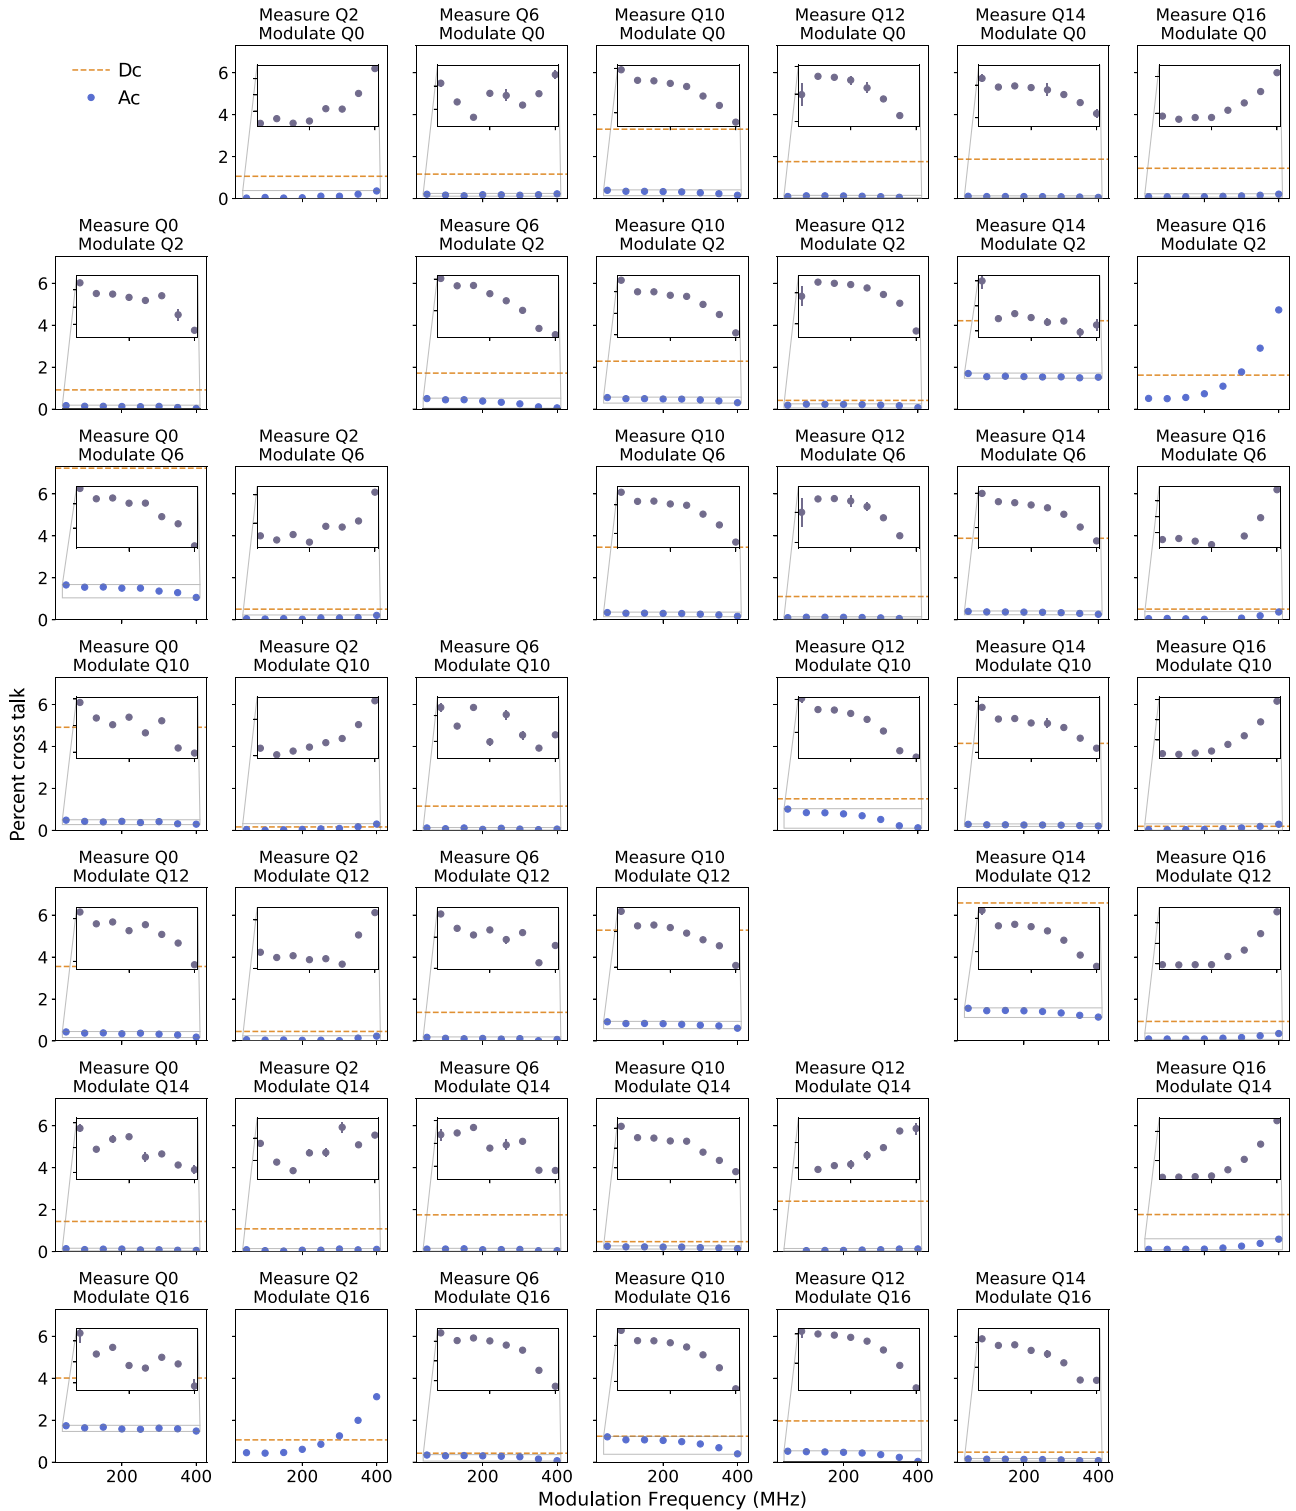 Measure Q2 Measure Q6 Measure Q10 Measure Q12 Measure Q14 Measure Q16
Modulate Q0 Modulate Q0 Modulate Q0 Modulate Q0 Modulate Q0 Modulate Q0
Dc
Ac
6
4
2
0
Measure Q0 Measure Q6 Measure Q10 Measure Q12 Measure Q14 Measure Q16
Modulate Q2 Modulate Q2 Modulate Q2 Modulate Q2 Modulate Q2 Modulate Q2
6
4
2
0
Measure Q0 Measure Q2 Measure Q10 Measure Q12 Measure Q14 Measure Q16
Modulate Q6 Modulate Q6 Modulate Q6 Modulate Q6 Modulate Q6 Modulate Q6
6
4
2
0
Percent cross talk
Measure Q0 Measure Q2 Measure Q6 Measure Q12 Measure Q14 Measure Q16
Modulate Q10 Modulate Q10 Modulate Q10 Modulate Q10 Modulate Q10 Modulate Q10
6
4
2
0
Measure Q0 Measure Q2 Measure Q6 Measure Q10 Measure Q14 Measure Q16
Modulate Q12 Modulate Q12 Modulate Q12 Modulate Q12 Modulate Q12 Modulate Q12
6
4
2
0
Measure Q0 Measure Q2 Measure Q6 Measure Q10 Measure Q12 Measure Q16
Modulate Q14 Modulate Q14 Modulate Q14 Modulate Q14 Modulate Q14 Modulate Q14
6
4
2
0
200 400
Measure Q0 Measure Q2 Measure Q6 Measure Q10 Measure Q12 Measure Q14
Modulate Q16 Modulate Q16 Modulate Q16 Modulate Q16 Modulate Q16 Modulate Q16
6
4
2
0
200 400 200 400 200 400 200 400 200 400 200 400
Modulation Frequency (MHz)